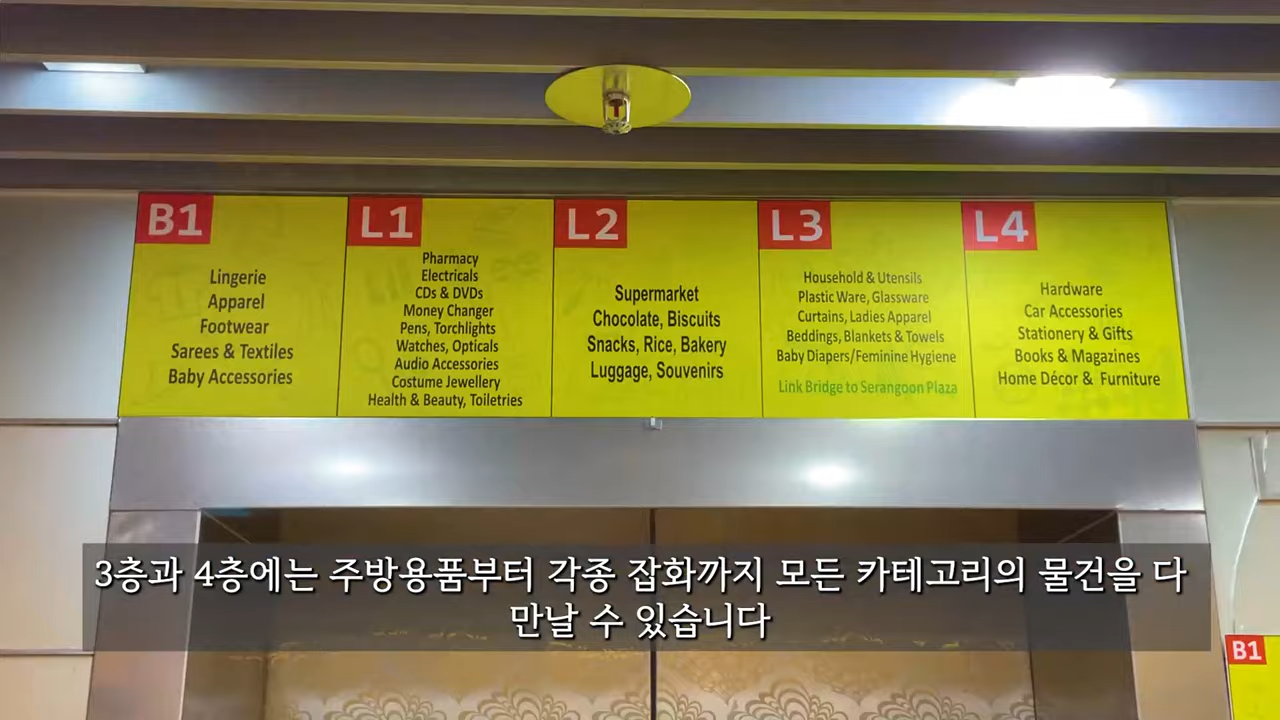 B1
Lingerie
Apparel
Footwear
Sarees & Textiles
Baby Accessories
L1
Pharmacy
Electricals
CDs & DVDs
Money Changer
Pens, Torchlights
Watches, Opticals
Audio Accessories
Costume Jewellery
Health & Beauty, Toiletries
L2
Supermarket
Chocolate, Biscuits
Snacks, Rice, Bakery
Luggage, Souvenirs
L3
Household & Utensils
Plastic Ware, Glassware
Curtains, Ladies Apparel
Beddings, Blankets & Towels
Baby Diapers/Feminine Hygiene
Link Bridge to Serangoon Plaza
L4
Hardware
Car Accessories
Stationery & Gifts
Books & Magazines
Home Décor & Furniture
3층과 4층에는 주방용품부터 각종 잡화까지 모든 카테고리의 물건을 다
만날 수 있습니다
B1